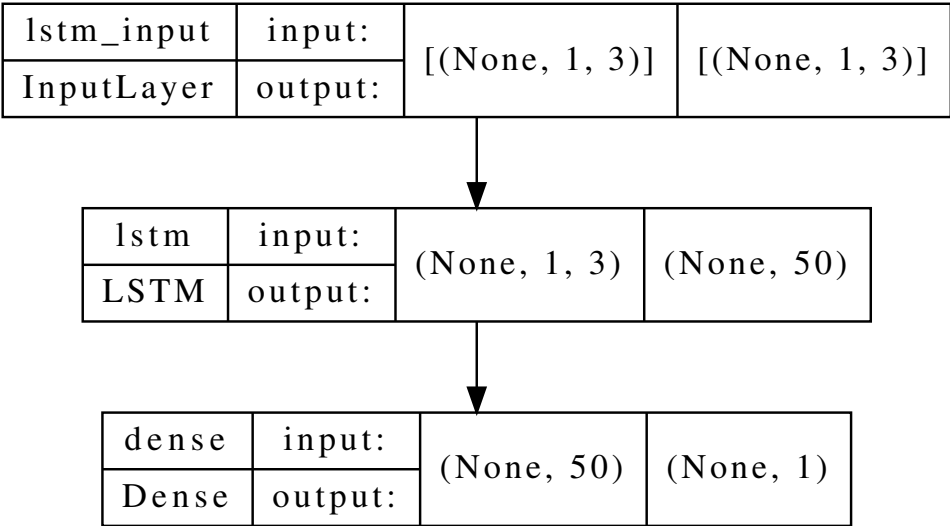 lstm_input input: [(None, 1, 3)] [(None, 1, 3)]
InputLayer output:
lstm input: (None, 1, 3) (None, 50)
LSTM output:
dense input: (None, 50) (None, 1)
Dense output: